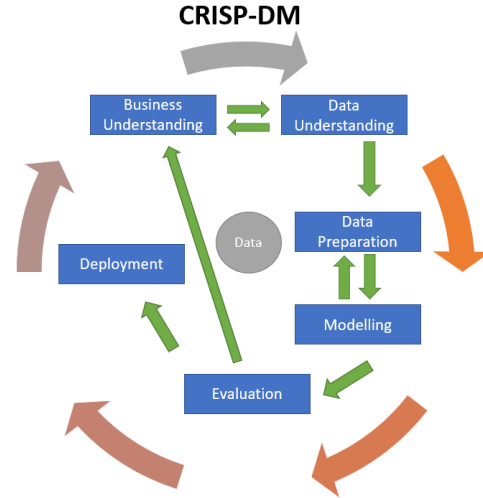 CRISP-DM
Business
Understanding
Data
Understanding
Data
Data
Preparation
Deployment
Modelling
Evaluation